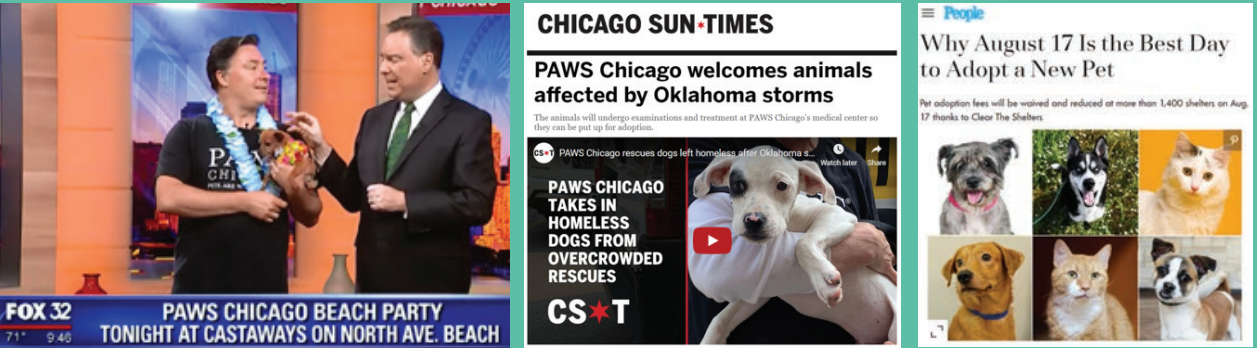 PAWS CHI
FOX 32
71° 9:46
PAWS CHICAGO BEACH PARTY
TONIGHT AT CASTAWAYS ON NORTH AVE. BEACH
CHICAGO SUN★TIMES
PAWS Chicago welcomes animals
affected by Oklahoma storms
The animals will undergo examinations and treatment at PAWS Chicago's medical center so
they can be put up for adoption.
CS★T PAWS Chicago rescues dogs left homeless after Oklahoma s...
Watch later
Share
PAWS CHICAGO
TAKES IN
HOMELESS
DOGS FROM
OVERCROWDED
RESCUES
CS★T
People
Why August 17 Is the Best Day
to Adopt a New Pet
Pet adoption fees will be waived and reduced at more than 1,400 shelters on Aug.
17 thanks to Clear The Shelters